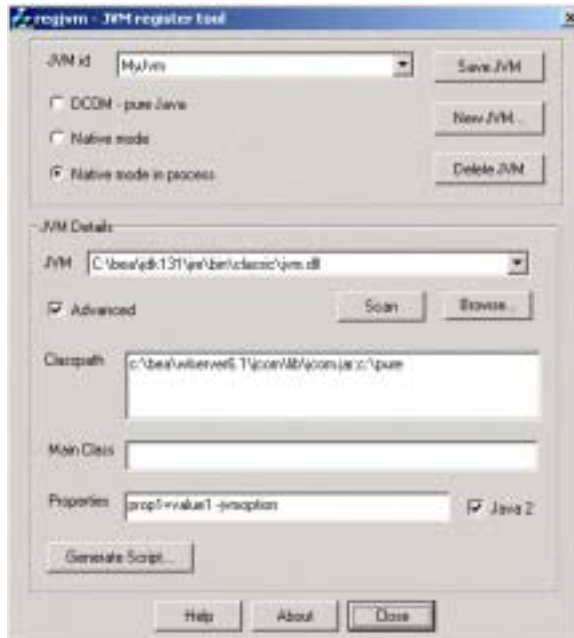 regjvm - JVM register tool
JVM id MyJvm Save JVM
DCOM - pure Java
New JVM...
Native mode
Native mode in process Delete JVM
JVM Details
JVM C:\bea\jdk131\jre\bin\classic\jvm.dll
Advanced Scan Browse...
Classpath c:\bea\wlserver6.1\jcom\lib\jcom.jar;c:\pure
Main Class
Properties prop1=value1 -jvmoption Java 2
Generate Script...
Help About Close